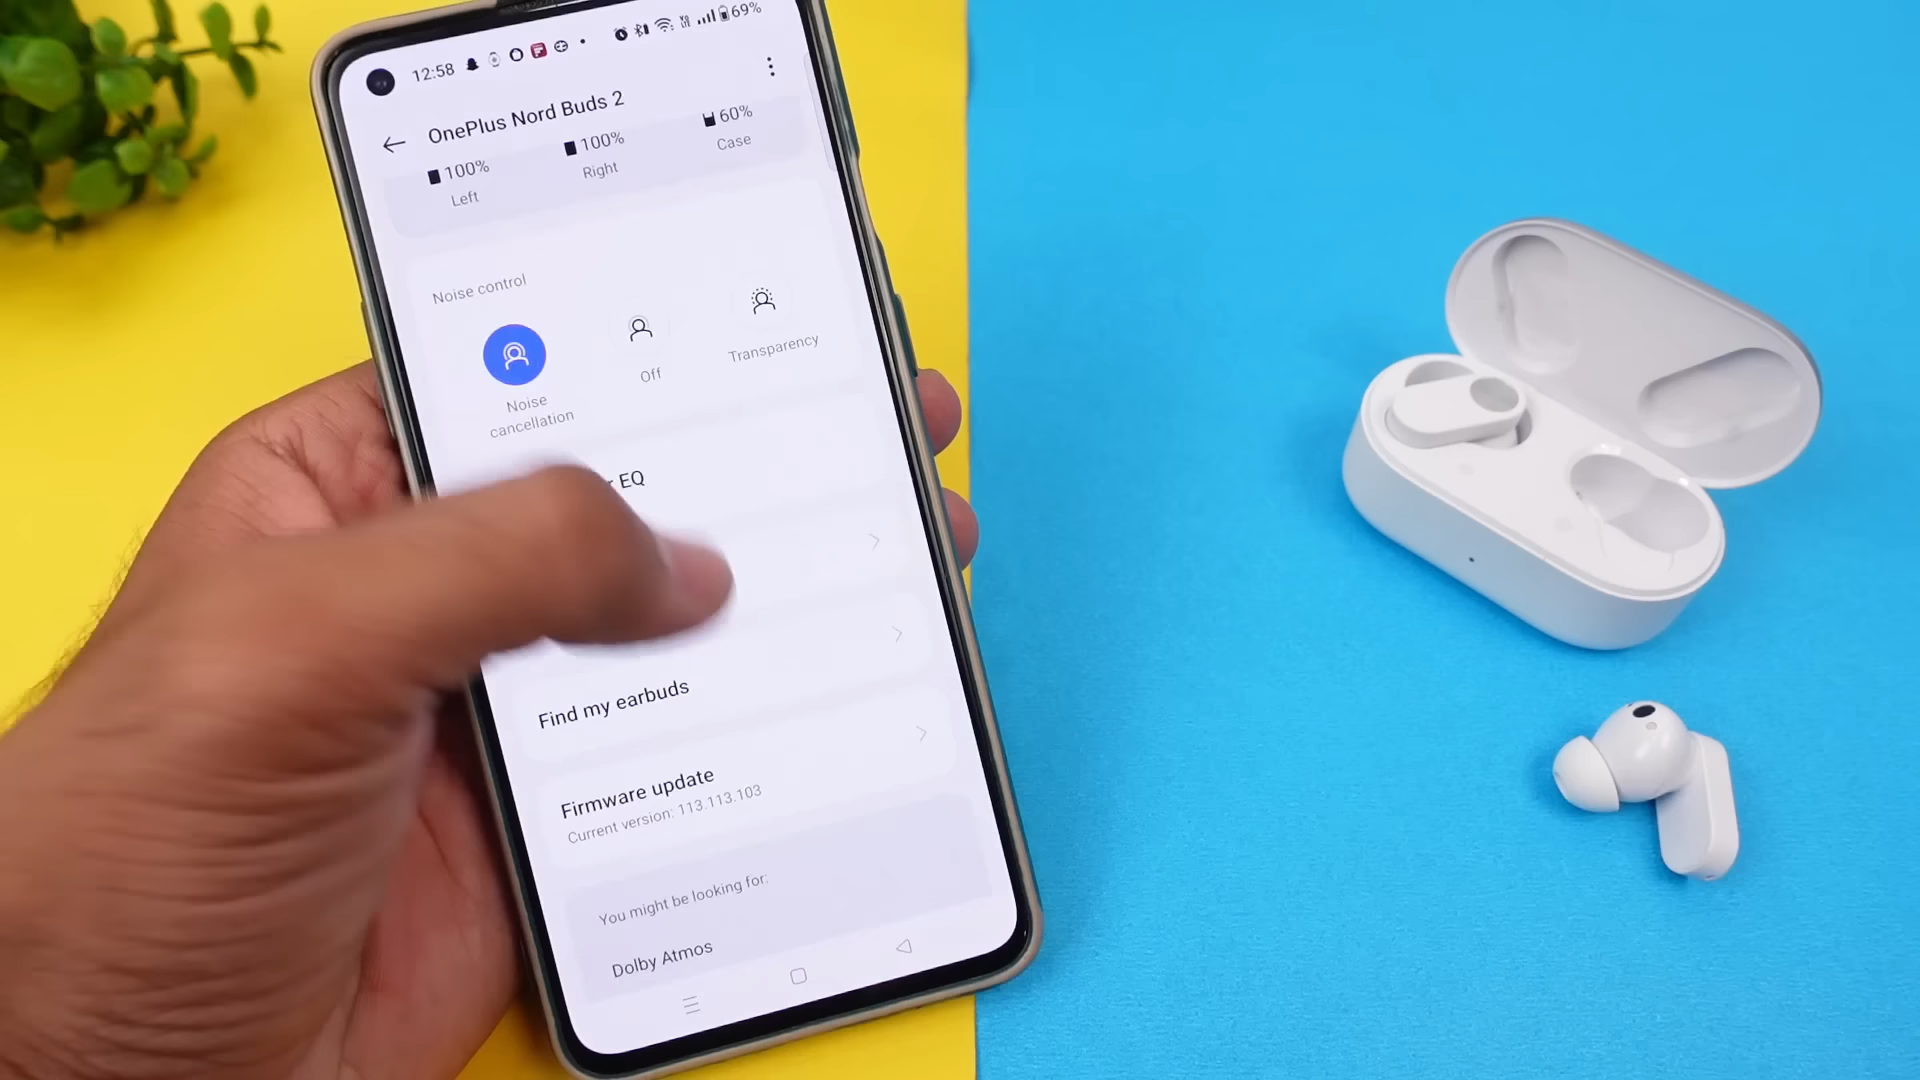 12:58
69%
OnePlus Nord Buds 2
100%
100%
60%
Left
Right
Case
Noise control
Noise
cancellation
Off
Transparency
EQ
Find my earbuds
Firmware update
Current version: 113.113.103
You might be looking for:
Dolby Atmos